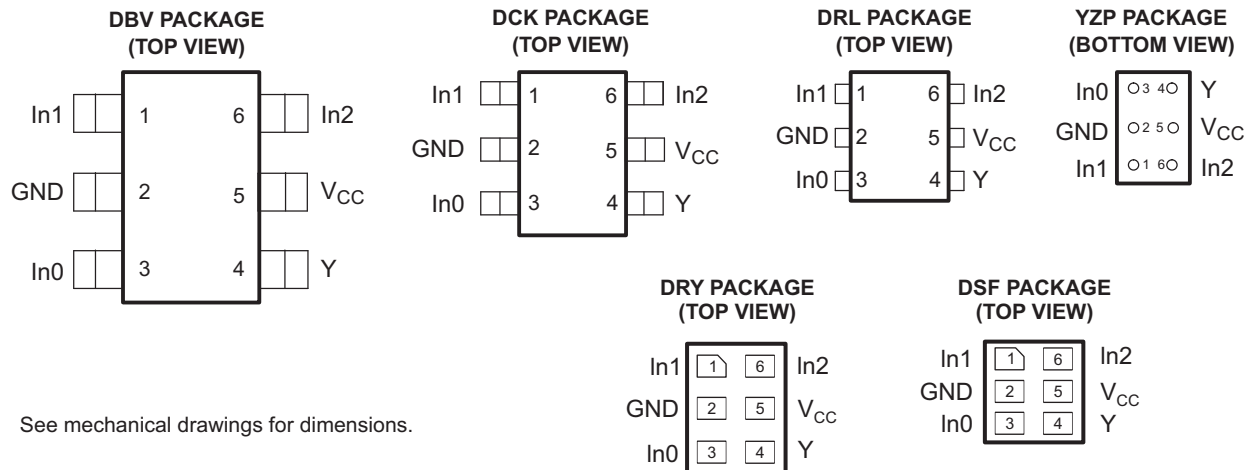 DBV PACKAGE
(TOP VIEW)
In1 1 6 In2
GND 2 5 VCC
In0 3 4 Y
DCK PACKAGE
(TOP VIEW)
In1 1 6 In2
GND 2 5 VCC
In0 3 4 Y
DRL PACKAGE
(TOP VIEW)
In1 1 6 In2
GND 2 5 VCC
In0 3 4 Y
YZP PACKAGE
(BOTTOM VIEW)
In0 3 4 Y
GND 2 5 VCC
In1 1 6 In2
DRY PACKAGE
(TOP VIEW)
In1 1 6 In2
GND 2 5 VCC
In0 3 4 Y
DSF PACKAGE
(TOP VIEW)
In1 1 6 In2
GND 2 5 VCC
In0 3 4 Y
See mechanical drawings for dimensions.